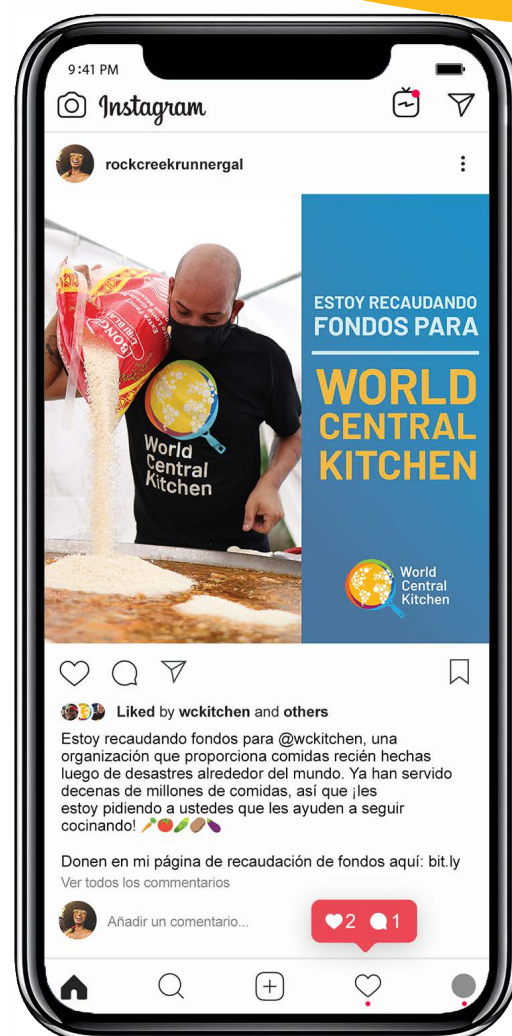 9:41 PM
Instagram
rockcreekrunnergal
BONG
World
Central
Kitchen
ESTOY RECAUDANDO
FONDOS PARA
WORLD
CENTRAL
KITCHEN
World
Central
Kitchen
Liked by wckitchen and others
Estoy recaudando fondos para @wckitchen, una
organización que proporciona comidas recién hechas
luego de desastres alrededor del mundo. Ya han servido
decenas de millones de comidas, así que ¡les
estoy pidiendo a ustedes que les ayuden a seguir
cocinando! 🥕🍅🫛🥔🍆
Donen en mi página de recaudación de fondos aquí: bit.ly
Ver todos los commentarios
Añadir un comentario...
2 1